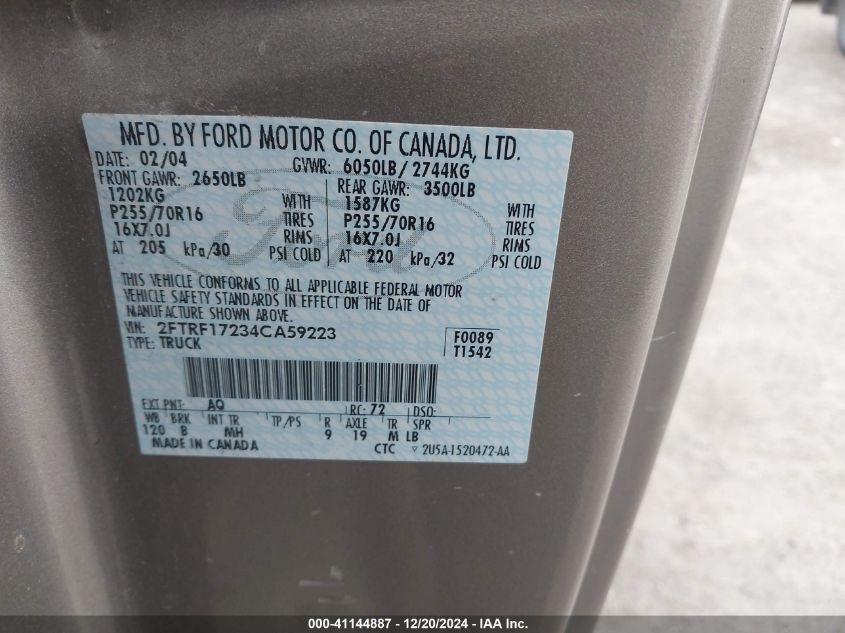 MFD. BY FORD MOTOR CO. OF CANADA, LTD.
DATE: 02/04 GVWR: 6050LB/ 2744KG
FRONT GAWR: 2650LB REAR GAWR: 3500LB
1202KG WITH 1587KG WITH
P255/70R16 TIRES P255/70R16 TIRES
16X7.0J RIMS 16X7.0J RIMS
AT 205 kPa/30 PSI COLD AT 220 kPa/32 PSI COLD
Ford
THIS VEHICLE CONFORMS TO ALL APPLICABLE FEDERAL MOTOR
VEHICLE SAFETY STANDARDS IN EFFECT ON THE DATE OF
MANUFACTURE SHOWN ABOVE.
VIN: 2FTRF17234CA59223 F0089
TYPE: TRUCK T1542
EXT PNT: AQ RC: 72 DSO:
WB BRK INT TR TP/PS R AXLE TR SPR
120 B MH 9 19 M LB
MADE IN CANADA CTC ▽ 2U5A-1520472-AA
000-41144887 - 12/20/2024 - IAA Inc.